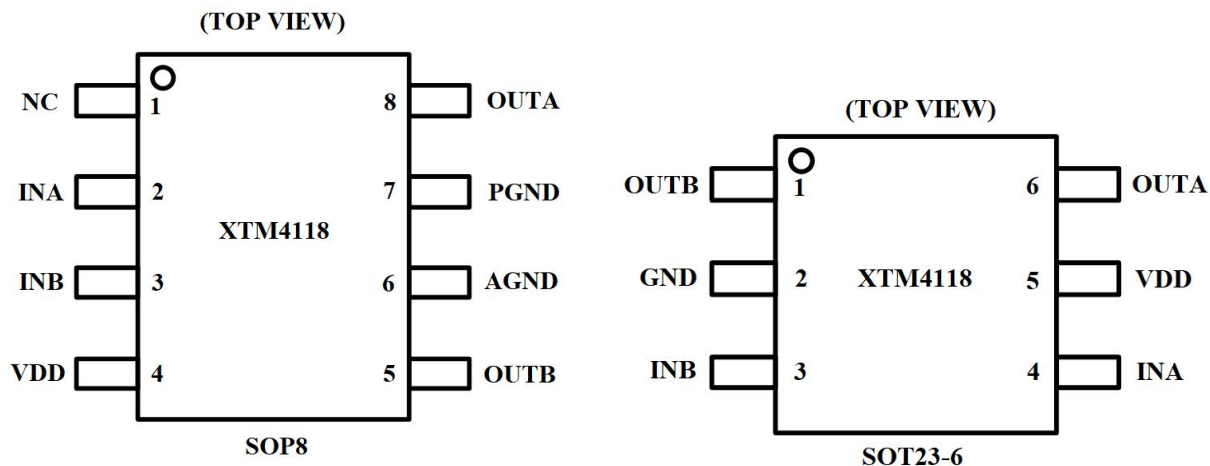 (TOP VIEW)
NC 1 8 OUTA
INA 2 7 PGND
XTM4118
INB 3 6 AGND
VDD 4 5 OUTB
SOP8
(TOP VIEW)
OUTB 1 6 OUTA
GND 2 XTM4118 5 VDD
INB 3 4 INA
SOT23-6